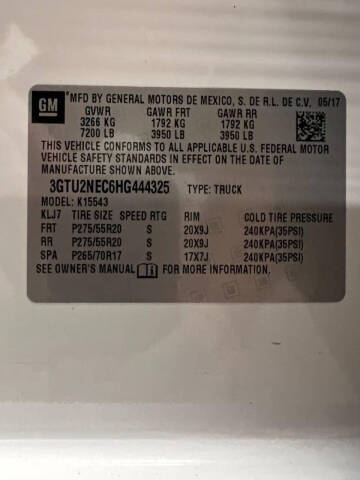 GM
*MFD BY GENERAL MOTORS DE MEXICO, S. DE R.L. DE C.V. 05/17
GVWR GAWR FRT GAWR RR
3266 KG 1792 KG 1792 KG
7200 LB 3950 LB 3950 LB
THIS VEHICLE CONFORMS TO ALL APPLICABLE U.S. FEDERAL MOTOR
VEHICLE SAFETY STANDARDS IN EFFECT ON THE DATE OF
MANUFACTURE SHOWN ABOVE.
3GTU2NEC6HG444325 TYPE: TRUCK
MODEL: K15543
KLJ7 TIRE SIZE SPEED RTG RIM COLD TIRE PRESSURE
FRT P275/55R20 S 20X9J 240KPA(35PSI)
RR P275/55R20 S 20X9J 240KPA(35PSI)
SPA P265/70R17 S 17X7J 240KPA(35PSI)
SEE OWNER'S MANUAL FOR MORE INFORMATION.